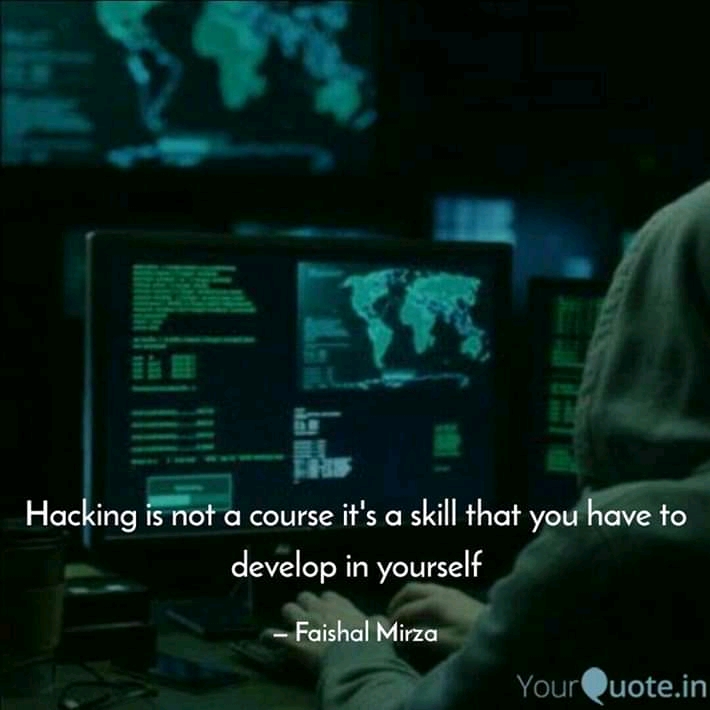 Hacking is not a course it's a skill that you have to
develop in yourself
– Faishal Mirza
YourQuote.in